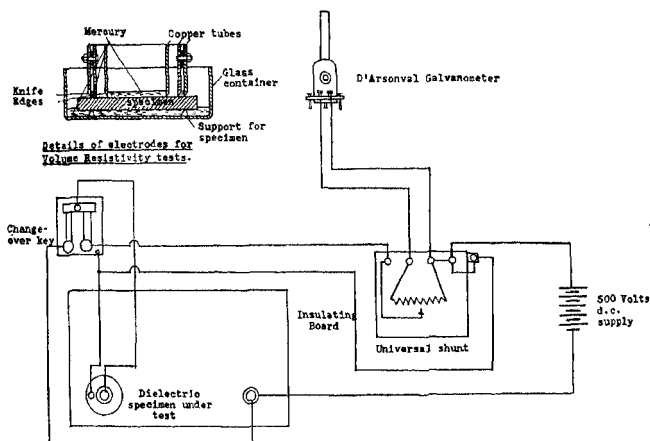 Mercury
Copper tubes
Glass
container
Knife
Edges
specimen
Support for
specimen
Details of electrodes for
Volume Resistivity tests.
D'Arsonval Galvanometer
Change-
over key
Insulating
Board
Universal shunt
500 Volts
d.c.
supply
Dielectric
specimen under
test